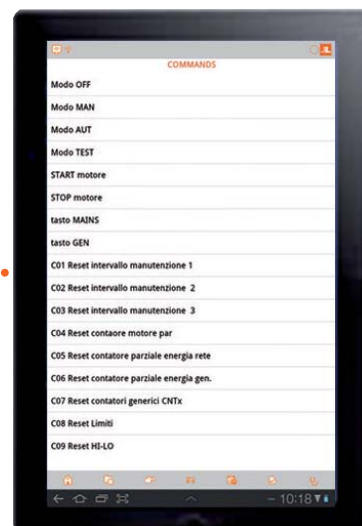 COMMANDS
Modo OFF
Modo MAN
Modo AUT
Modo TEST
START motore
STOP motore
tasto MAINS
tasto GEN
C01 Reset intervallo manutenzione 1
C02 Reset intervallo manutenzione 2
C03 Reset intervallo manutenzione 3
C04 Reset contaore motore par
C05 Reset contatore parziale energia rete
C06 Reset contatore parziale energia gen.
C07 Reset contatori generici CNTx
C08 Reset Limiti
C09 Reset HI-LO
10:18